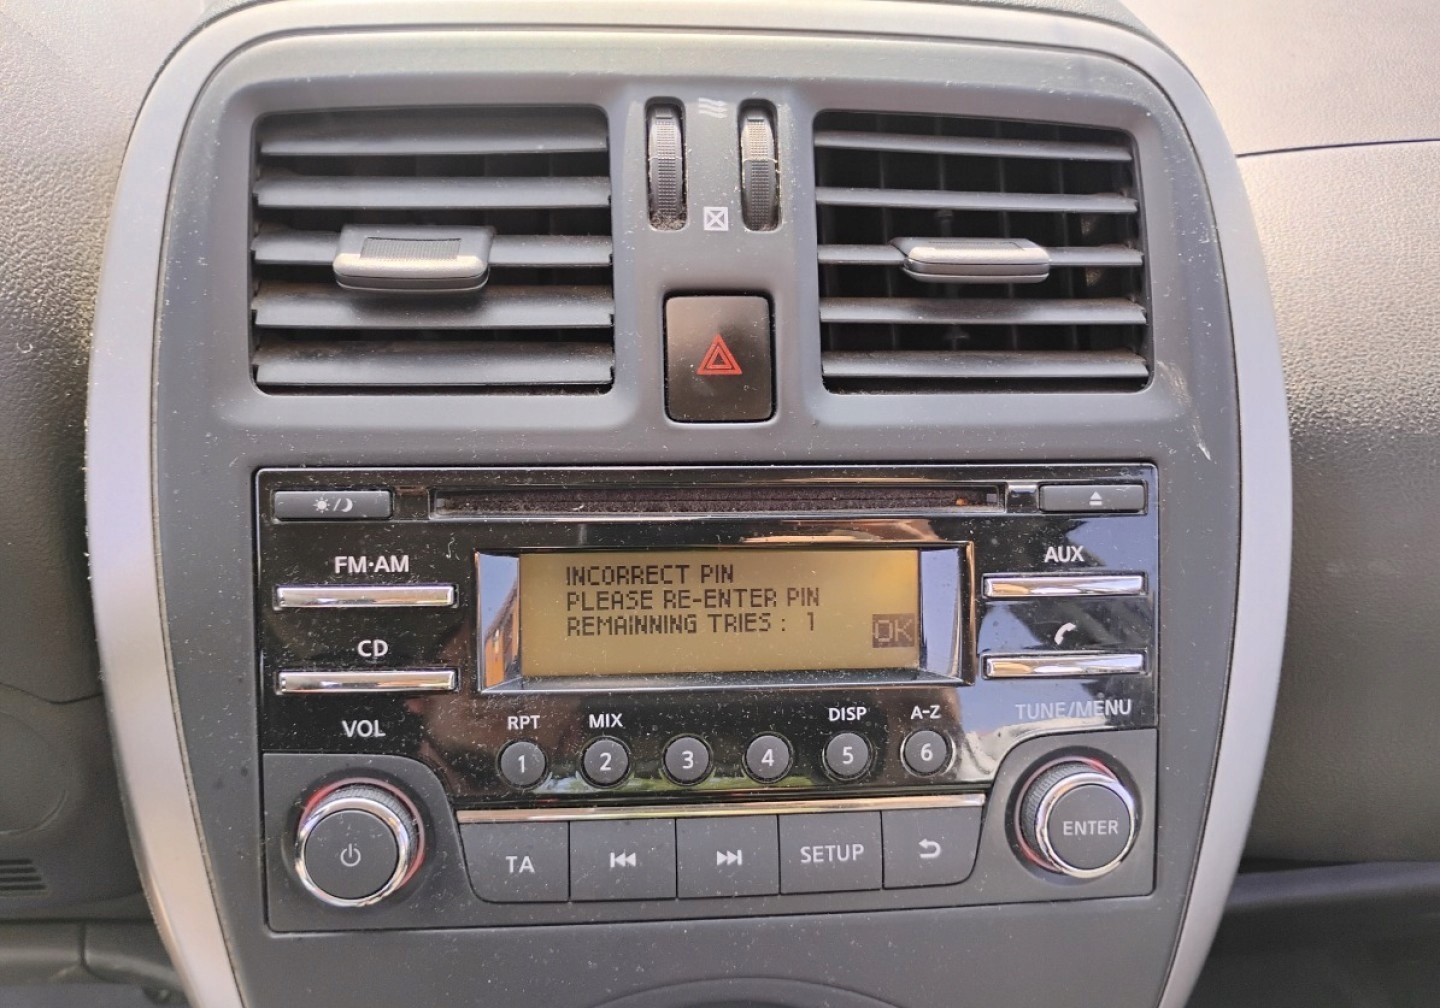 FM·AM
AUX
INCORRECT PIN
PLEASE RE-ENTER PIN
REMAINNING TRIES : 1
OK
CD
VOL
RPT MIX DISP A-Z
TUNE/MENU
1 2 3 4 5 6
TA
SETUP
ENTER